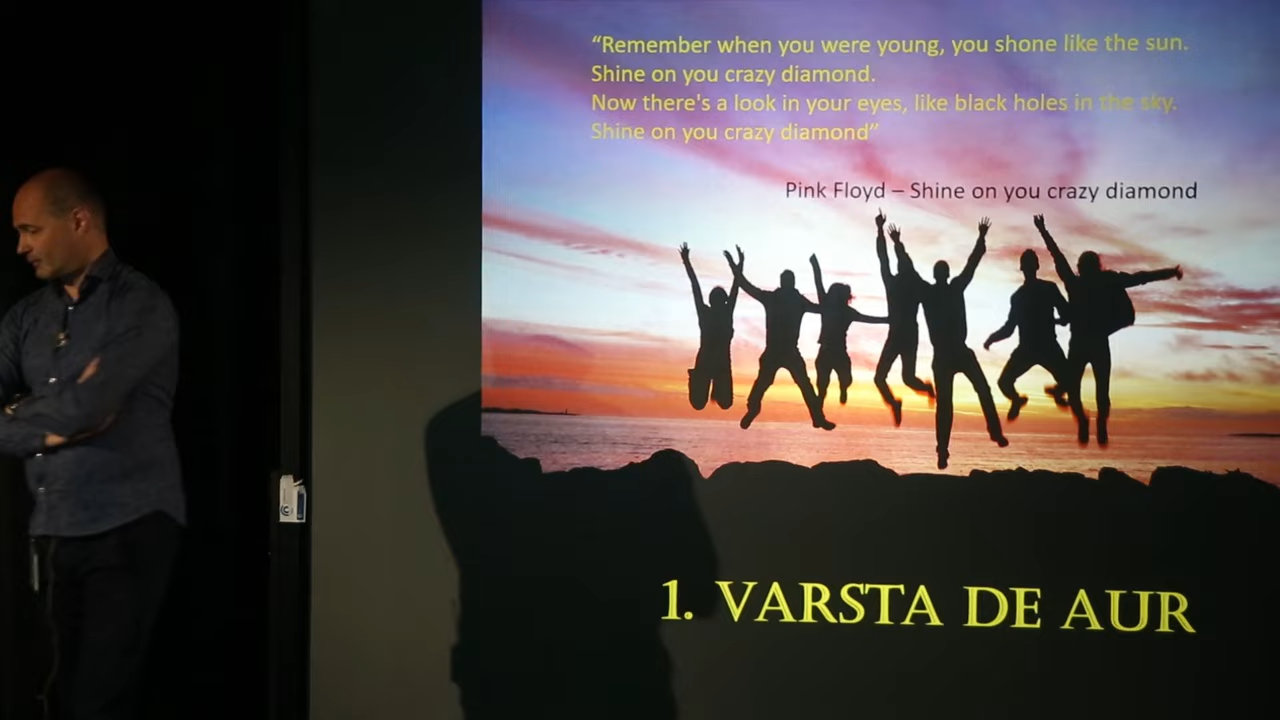 “Remember when you were young, you shone like the sun.
Shine on you crazy diamond.
Now there's a look in your eyes, like black holes in the sky.
Shine on you crazy diamond”
Pink Floyd – Shine on you crazy diamond
1. VARSTA DE AUR